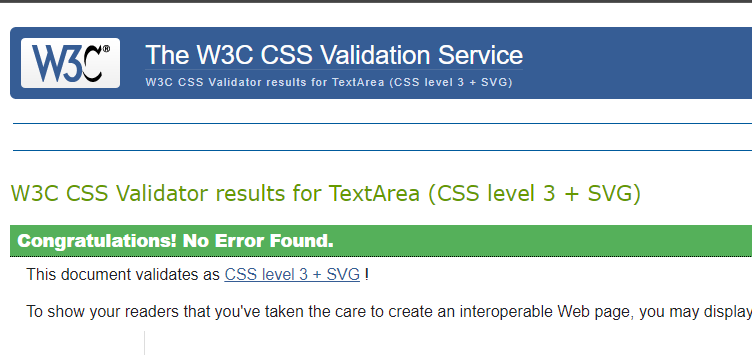 W3C®
The W3C CSS Validation Service
W3C CSS Validator results for TextArea (CSS level 3 + SVG)
W3C CSS Validator results for TextArea (CSS level 3 + SVG)
Congratulations! No Error Found.
This document validates as CSS level 3 + SVG !
To show your readers that you've taken the care to create an interoperable Web page, you may display